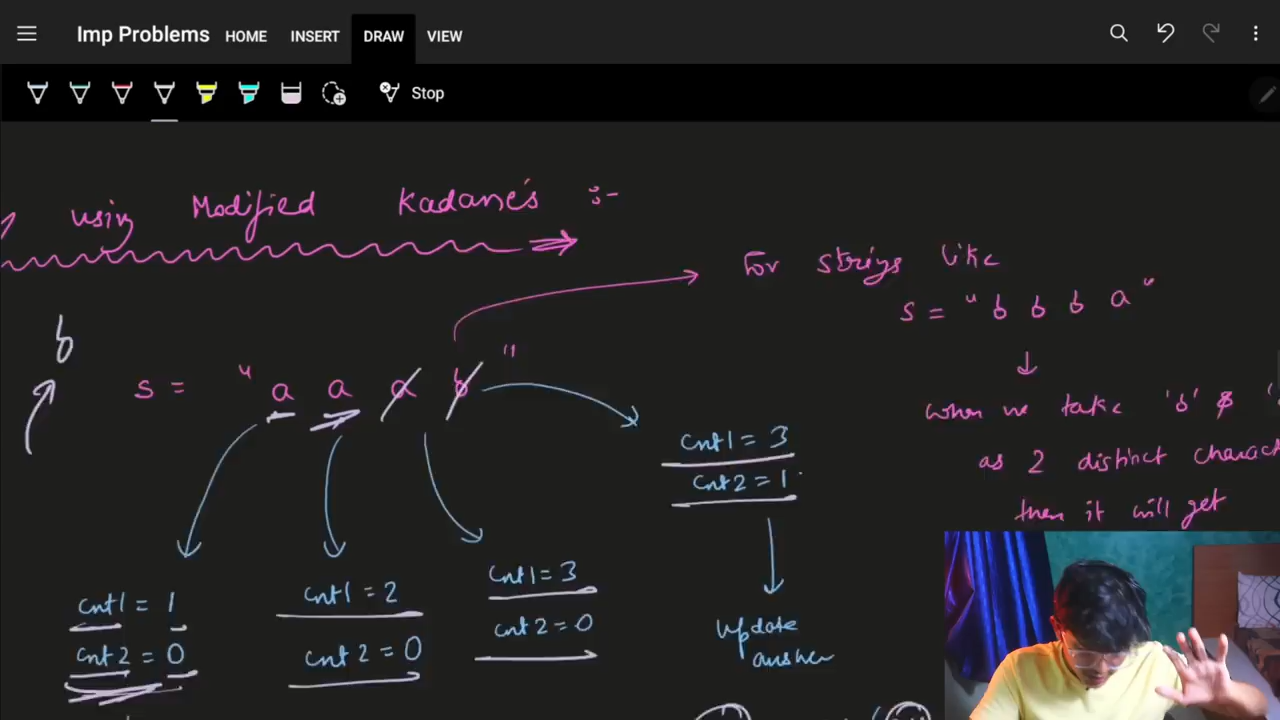 Imp Problems HOME INSERT DRAW VIEW
Stop
using Modified Kadane's :-
For strings like
s = "b b b a"
b
s = "a a a b"
when we take 'b' &
as 2 distinct charact
then it will get
cnt1 = 3
cnt2 = 1
cnt1 = 1
cnt2 = 0
cnt1 = 2
cnt2 = 0
cnt1 = 3
cnt2 = 0
update
answer